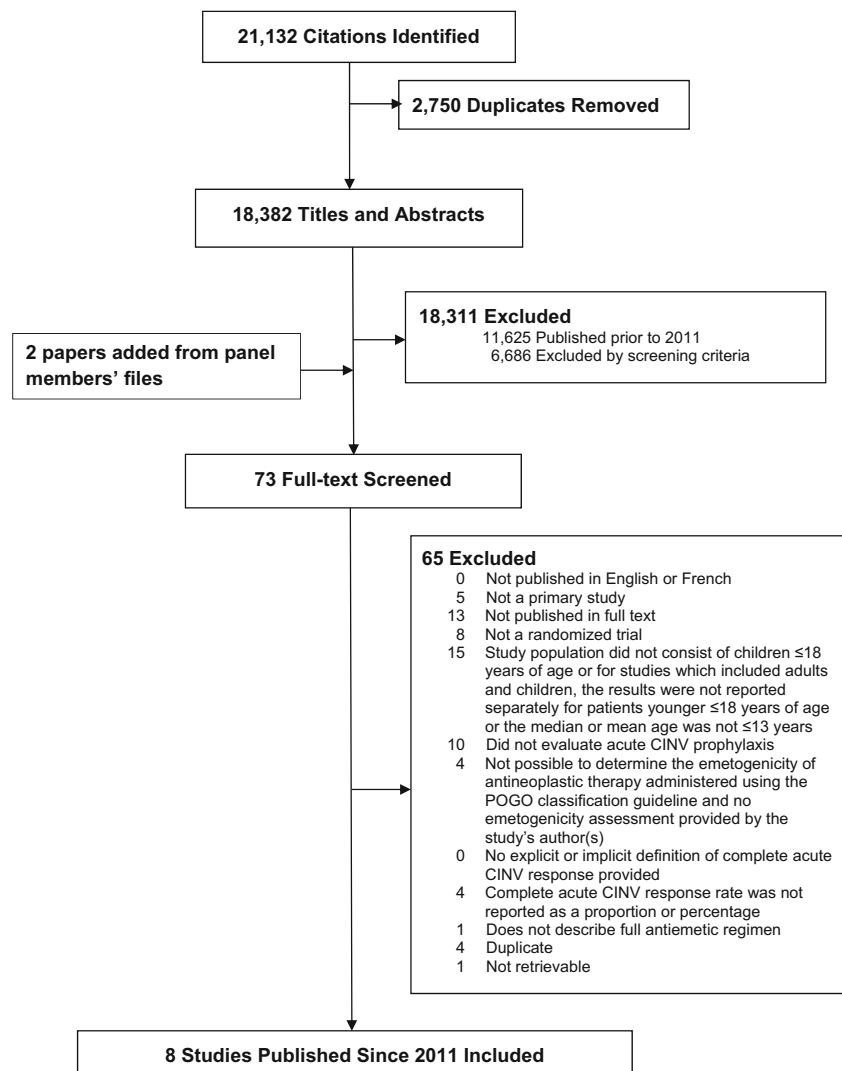 21,132 Citations Identified
2,750 Duplicates Removed
18,382 Titles and Abstracts
18,311 Excluded
11,625 Published prior to 2011
6,686 Excluded by screening criteria
2 papers added from panel
members’ files
73 Full-text Screened
65 Excluded
0 Not published in English or French
5 Not a primary study
13 Not published in full text
8 Not a randomized trial
15 Study population did not consist of children ≤18
years of age or for studies which included adults
and children, the results were not reported
separately for patients younger ≤18 years of age
or the median or mean age was not ≤13 years
10 Did not evaluate acute CINV prophylaxis
4 Not possible to determine the emetogenicity of
antineoplastic therapy administered using the
POGO classification guideline and no
emetogenicity assessment provided by the
study’s author(s)
0 No explicit or implicit definition of complete acute
CINV response provided
4 Complete acute CINV response rate was not
reported as a proportion or percentage
1 Does not describe full antiemetic regimen
4 Duplicate
1 Not retrievable
8 Studies Published Since 2011 Included